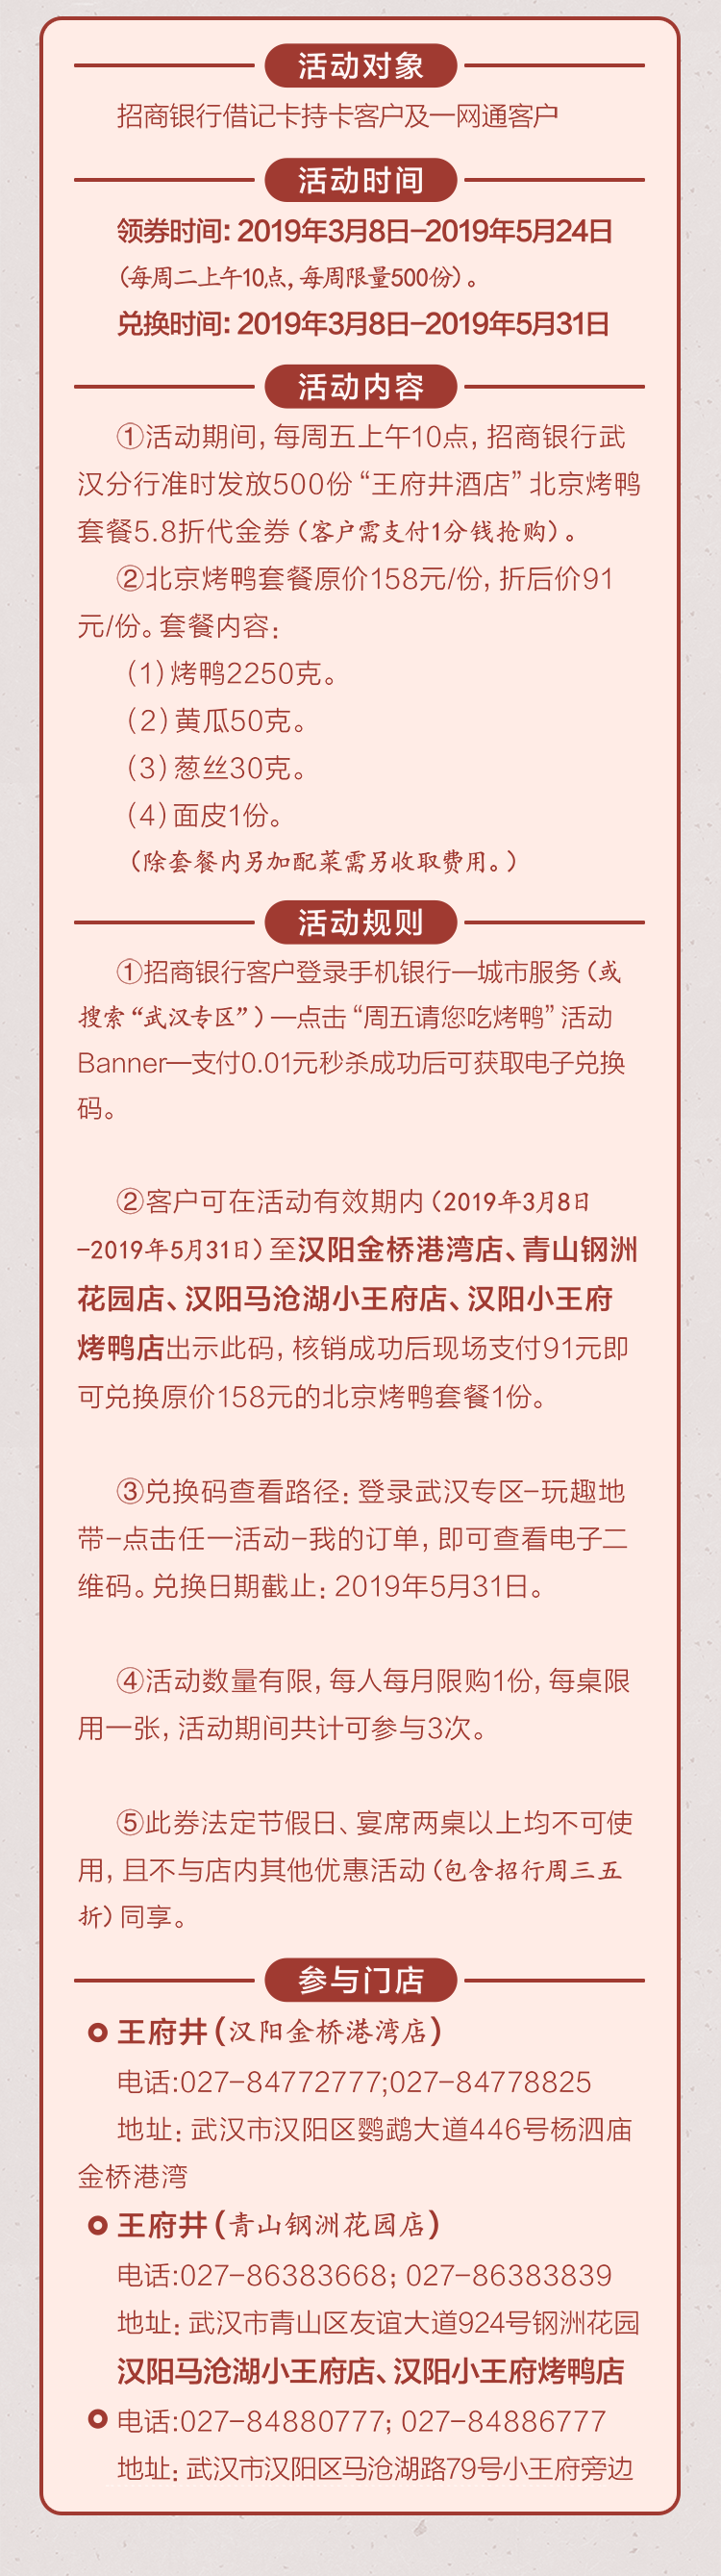 活动对象
招商银行借记卡持卡客户及一网通客户
活动时间
领券时间：2019年3月8日-2019年5月24日
（每周二上午10点，每周限量500份）。
兑换时间：2019年3月8日-2019年5月31日
活动内容
①活动期间，每周五上午10点，招商银行武
汉分行准时发放500份“王府井酒店”北京烤鸭
套餐5.8折代金券（客户需支付1分钱抢购）。
②北京烤鸭套餐原价158元/份，折后价91
元/份。套餐内容：
（1）烤鸭2250克。
（2）黄瓜50克。
（3）葱丝30克。
（4）面皮1份。
（除套餐内另加配菜需另收取费用。）
活动规则
①招商银行客户登录手机银行—城市服务（或
搜索“武汉专区”）—点击“周五请您吃烤鸭”活动
Banner—支付0.01元秒杀成功后可获取电子兑换
码。
②客户可在活动有效期内（2019年3月8日
-2019年5月31日）至汉阳金桥港湾店、青山钢洲
花园店、汉阳马沧湖小王府店、汉阳小王府
烤鸭店出示此码，核销成功后现场支付91元即
可兑换原价158元的北京烤鸭套餐1份。
③兑换码查看路径：登录武汉专区-玩趣地
带-点击任一活动-我的订单，即可查看电子二
维码。兑换日期截止：2019年5月31日。
④活动数量有限，每人每月限购1份，每桌限
用一张，活动期间共计可参与3次。
⑤此券法定节假日、宴席两桌以上均不可使
用，且不与店内其他优惠活动（包含招行周三五
折）同享。
参与门店
王府井（汉阳金桥港湾店）
电话:027-84772777;027-84778825
地址：武汉市汉阳区鹦鹉大道446号杨泗庙
金桥港湾
王府井（青山钢洲花园店）
电话:027-86383668；027-86383839
地址：武汉市青山区友谊大道924号钢洲花园
汉阳马沧湖小王府店、汉阳小王府烤鸭店
电话:027-84880777；027-84886777
地址：武汉市汉阳区马沧湖路79号小王府旁边